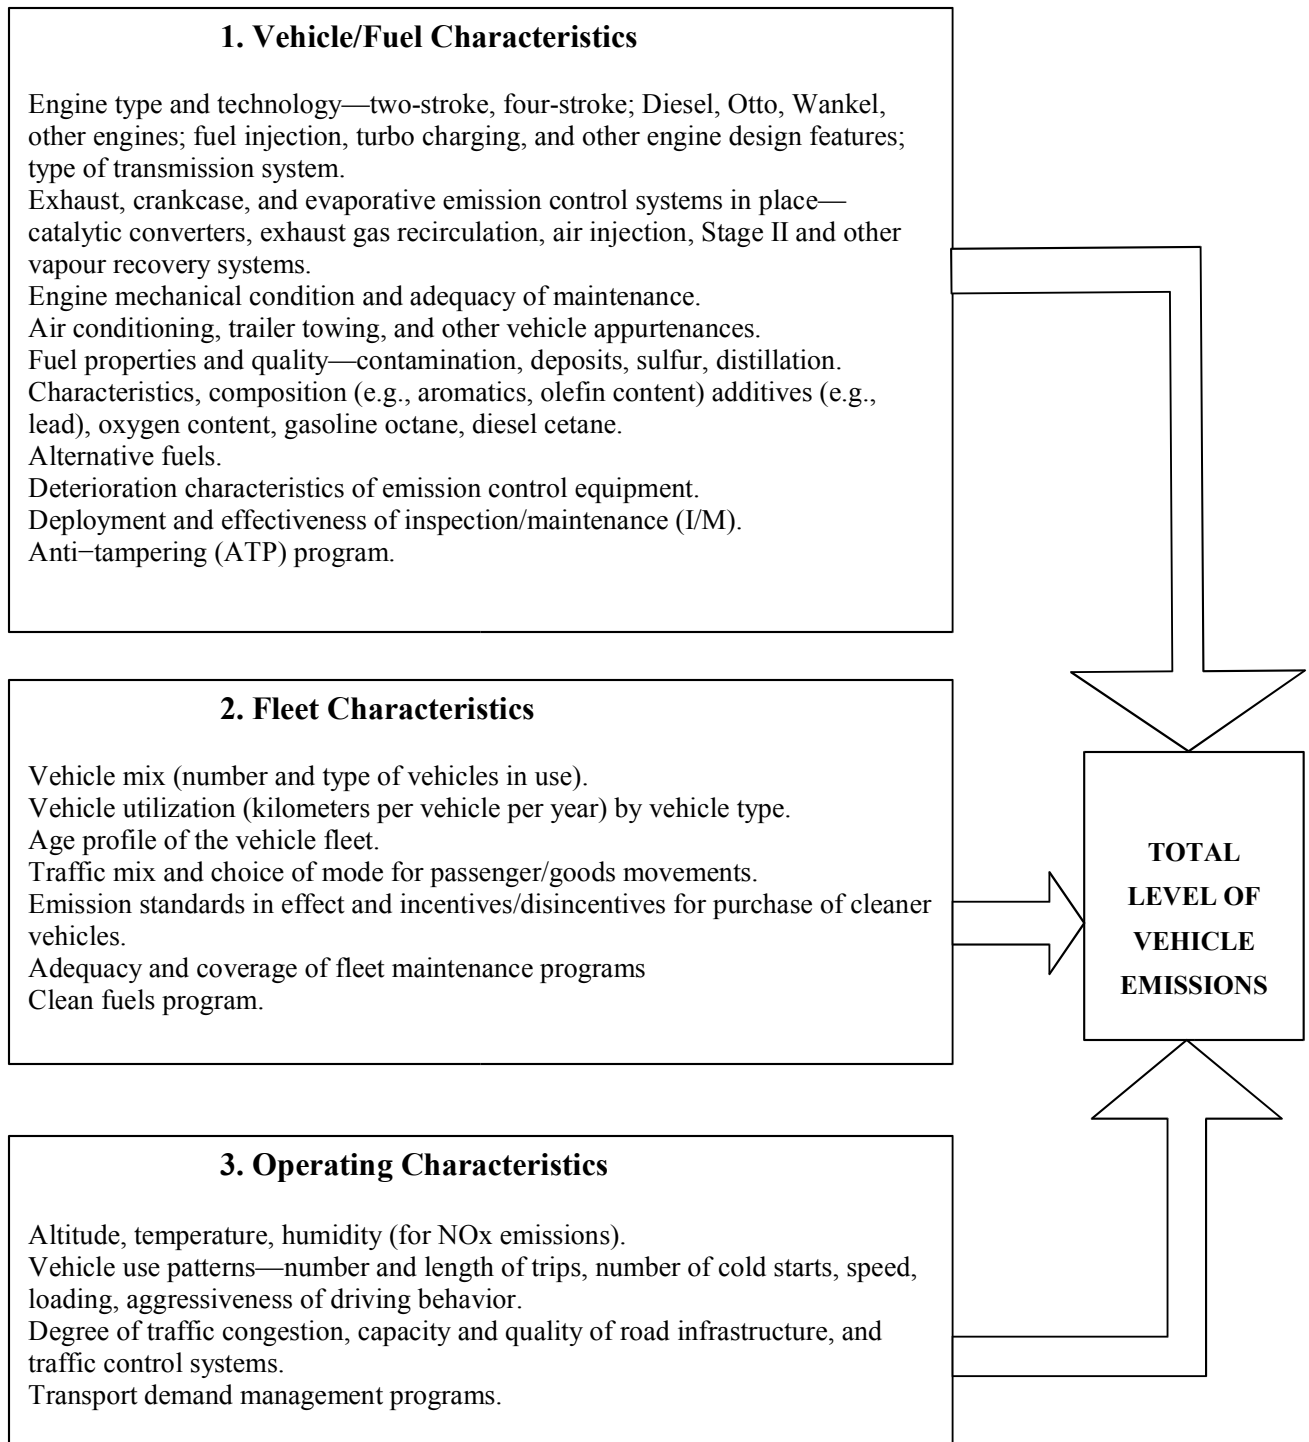 1. Vehicle/Fuel Characteristics
Engine type and technology—two-stroke, four-stroke; Diesel, Otto, Wankel,
other engines; fuel injection, turbo charging, and other engine design features;
type of transmission system.
Exhaust, crankcase, and evaporative emission control systems in place—
catalytic converters, exhaust gas recirculation, air injection, Stage II and other
vapour recovery systems.
Engine mechanical condition and adequacy of maintenance.
Air conditioning, trailer towing, and other vehicle appurtenances.
Fuel properties and quality—contamination, deposits, sulfur, distillation.
Characteristics, composition (e.g., aromatics, olefin content) additives (e.g.,
lead), oxygen content, gasoline octane, diesel cetane.
Alternative fuels.
Deterioration characteristics of emission control equipment.
Deployment and effectiveness of inspection/maintenance (I/M).
Anti−tampering (ATP) program.
2. Fleet Characteristics
Vehicle mix (number and type of vehicles in use).
Vehicle utilization (kilometers per vehicle per year) by vehicle type.
Age profile of the vehicle fleet.
Traffic mix and choice of mode for passenger/goods movements.
Emission standards in effect and incentives/disincentives for purchase of cleaner
vehicles.
Adequacy and coverage of fleet maintenance programs
Clean fuels program.
TOTAL
LEVEL OF
VEHICLE
EMISSIONS
3. Operating Characteristics
Altitude, temperature, humidity (for NOx emissions).
Vehicle use patterns—number and length of trips, number of cold starts, speed,
loading, aggressiveness of driving behavior.
Degree of traffic congestion, capacity and quality of road infrastructure, and
traffic control systems.
Transport demand management programs.